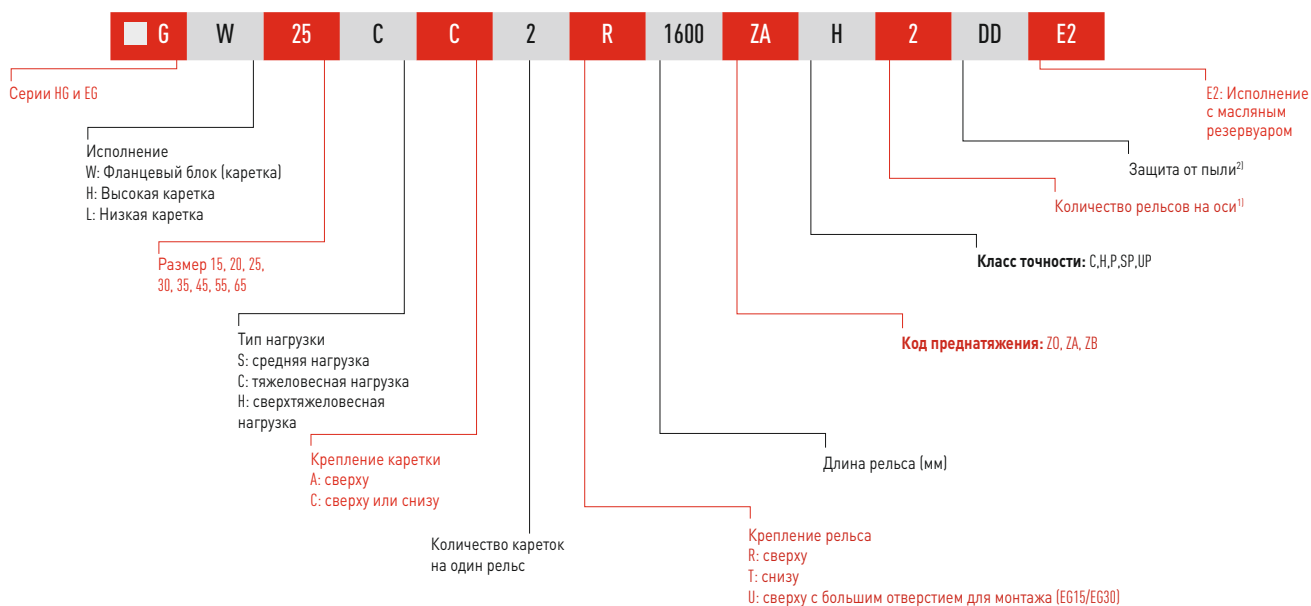 G W 25 C C 2 R 1600 ZA H 2 DD E2
Серии HG и EG
E2: Исполнение
с масляным
резервуаром
Исполнение
W: Фланцевый блок (каретка)
H: Высокая каретка
L: Низкая каретка
Защита от пыли²⁾
Количество рельсов на оси¹⁾
Размер 15, 20, 25,
30, 35, 45, 55, 65
Класс точности: C,H,P,SP,UP
Тип нагрузки
S: средняя нагрузка
C: тяжеловесная нагрузка
H: сверхтяжеловесная
нагрузка
Код преднатяжения: Z0, ZA, ZB
Крепление каретки
A: сверху
C: сверху или снизу
Длина рельса (мм)
Количество кареток
на один рельс
Крепление рельса
R: сверху
T: снизу
U: сверху с большим отверстием для монтажа (EG15/EG30)